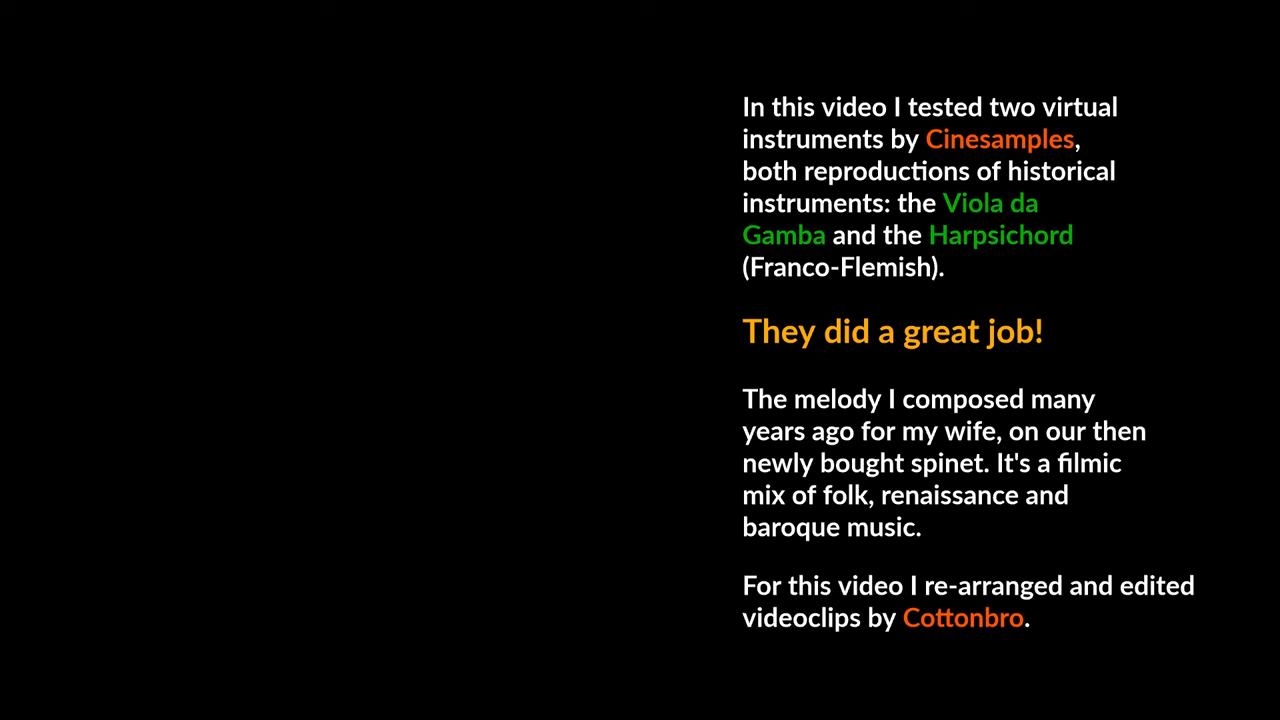 In this video I tested two virtual
instruments by Cinesamples,
both reproductions of historical
instruments: the Viola da
Gamba and the Harpsichord
(Franco-Flemish).
They did a great job!
The melody I composed many
years ago for my wife, on our then
newly bought spinet. It's a filmic
mix of folk, renaissance and
baroque music.
For this video I re-arranged and edited
videoclips by Cottonbro.